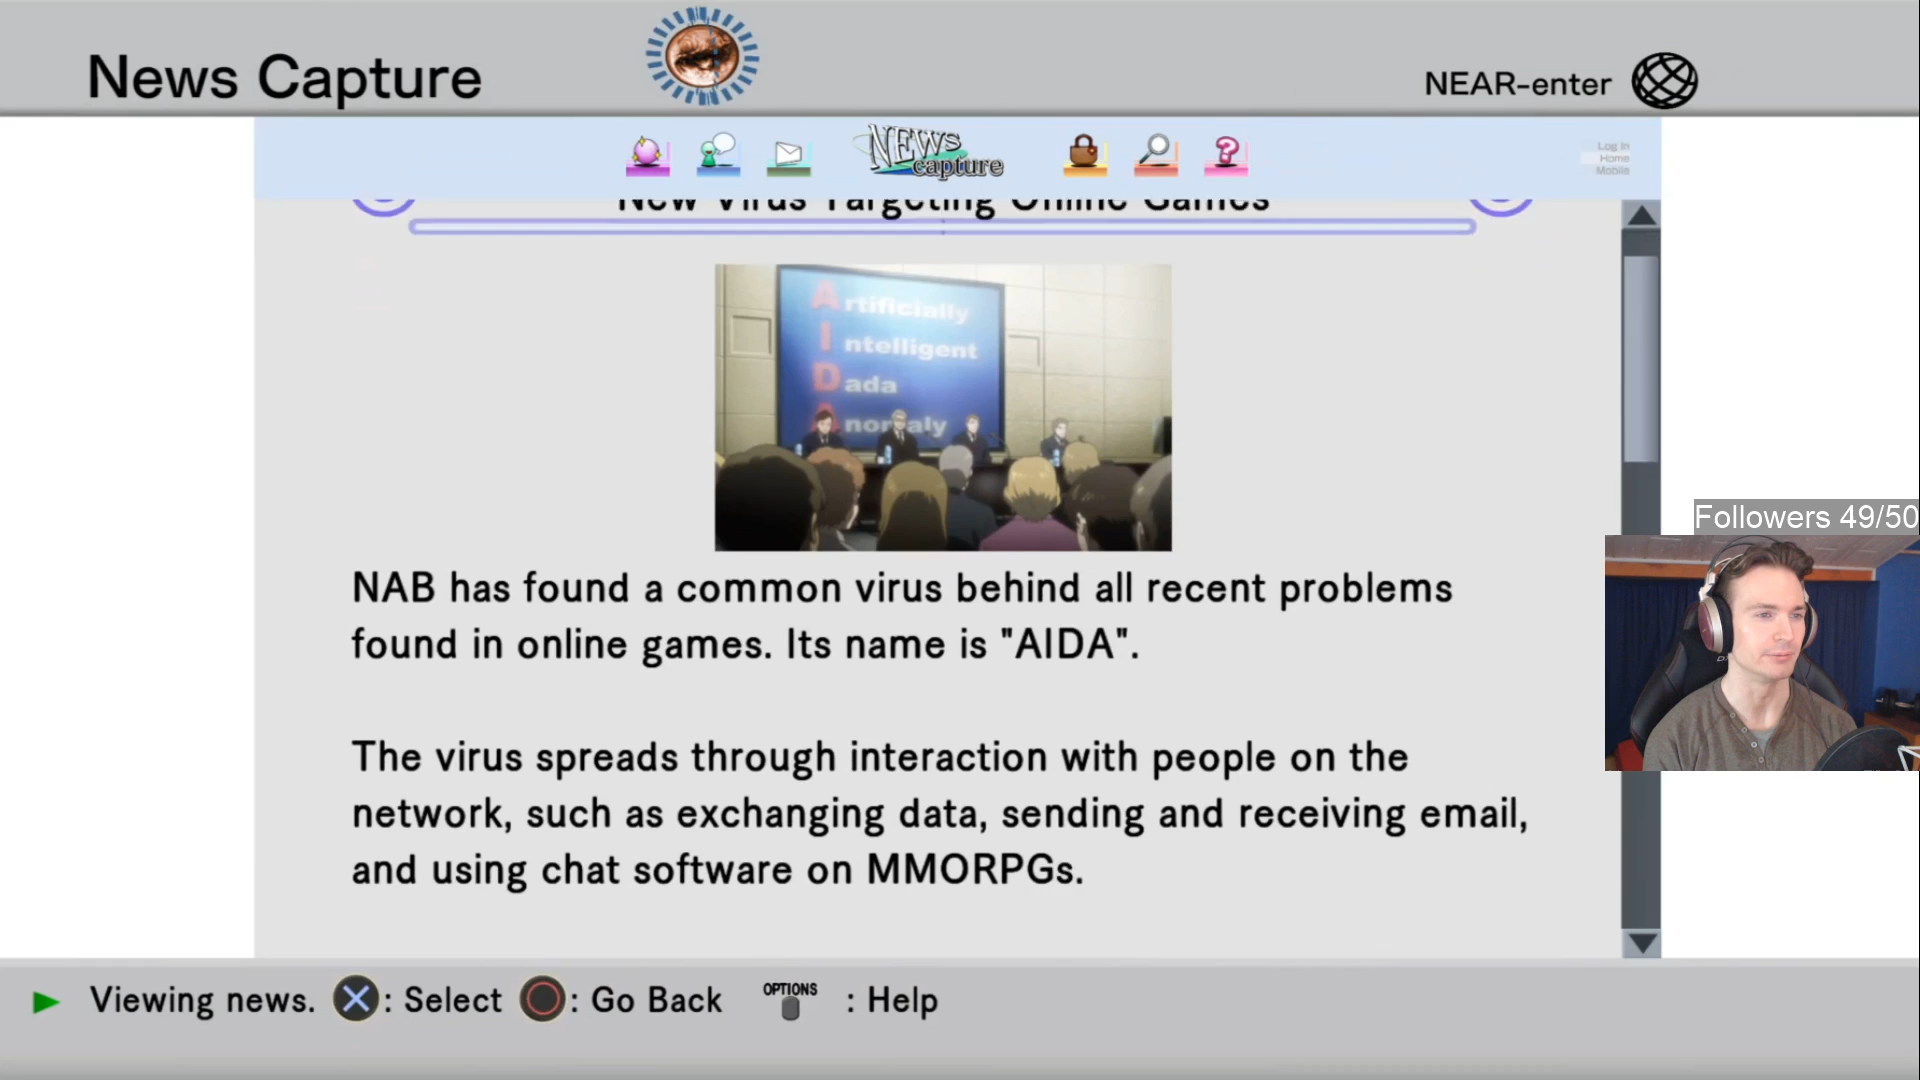 News Capture
NEAR-enter
NEWS
capture
Log In
Home
Mobile
New Virus Targeting Online Games
Artificially
Intelligent
Dada
Anomaly
NAB has found a common virus behind all recent problems
found in online games. Its name is "AIDA".
The virus spreads through interaction with people on the
network, such as exchanging data, sending and receiving email,
and using chat software on MMORPGs.
Followers 49/50
Viewing news. : Select : Go Back OPTIONS : Help